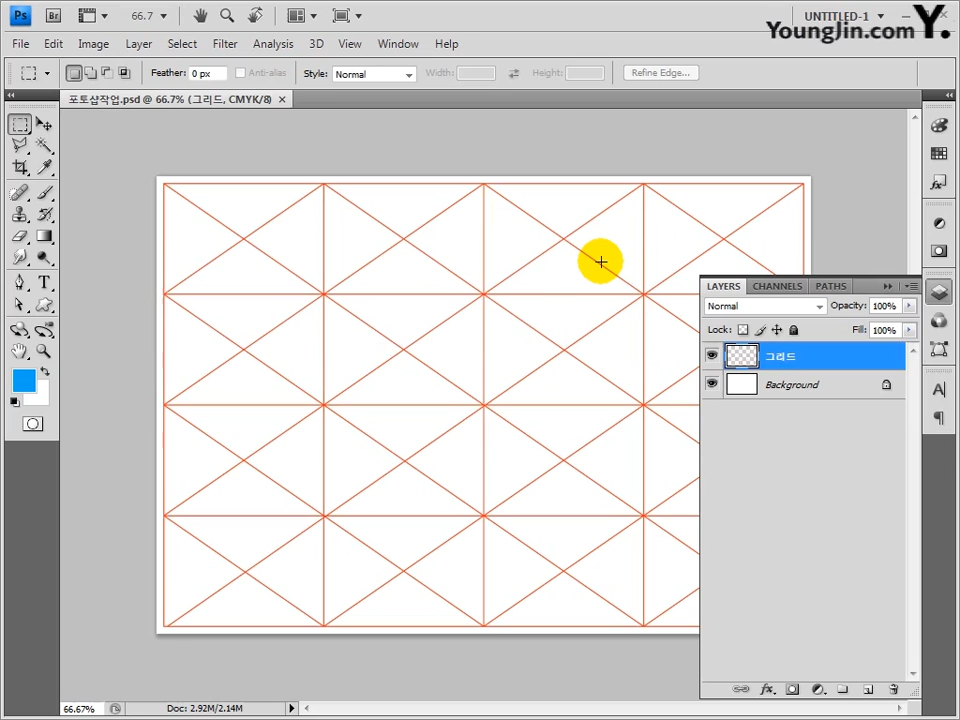 Ps Br 66.7 UNTITLED-1
YoungJin.com Y.
File Edit Image Layer Select Filter Analysis 3D View Window Help
Feather: 0 px Anti-alias Style: Normal Width: Height: Refine Edge...
포토샵작업.psd @ 66.7% (그리드, CMYK/8) ×
LAYERS CHANNELS PATHS
Normal Opacity: 100%
Lock: Fill: 100%
그리드
Background
66.67% Doc: 2.92M/2.14M